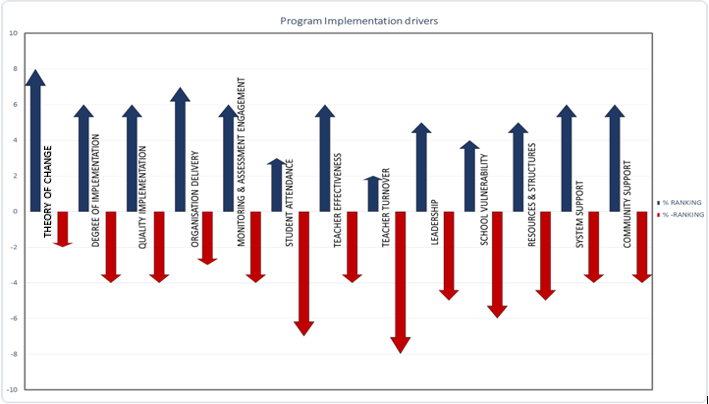 Program Implementation drivers
10
8
6
4
2
0
-2
-4
-6
-8
-10
THEORY OF CHANGE
DEGREE OF IMPLEMENTATION
QUALITY IMPLEMENTATION
ORGANISATION DELIVERY
MONITORING & ASSESSMENT ENGAGEMENT
STUDENT ATTENDANCE
TEACHER EFFECTIVENESS
TEACHER TURNOVER
LEADERSHIP
SCHOOL VULNERABILITY
RESOURCES & STRUCTURES
SYSTEM SUPPORT
COMMUNITY SUPPORT
% RANKING
% -RANKING